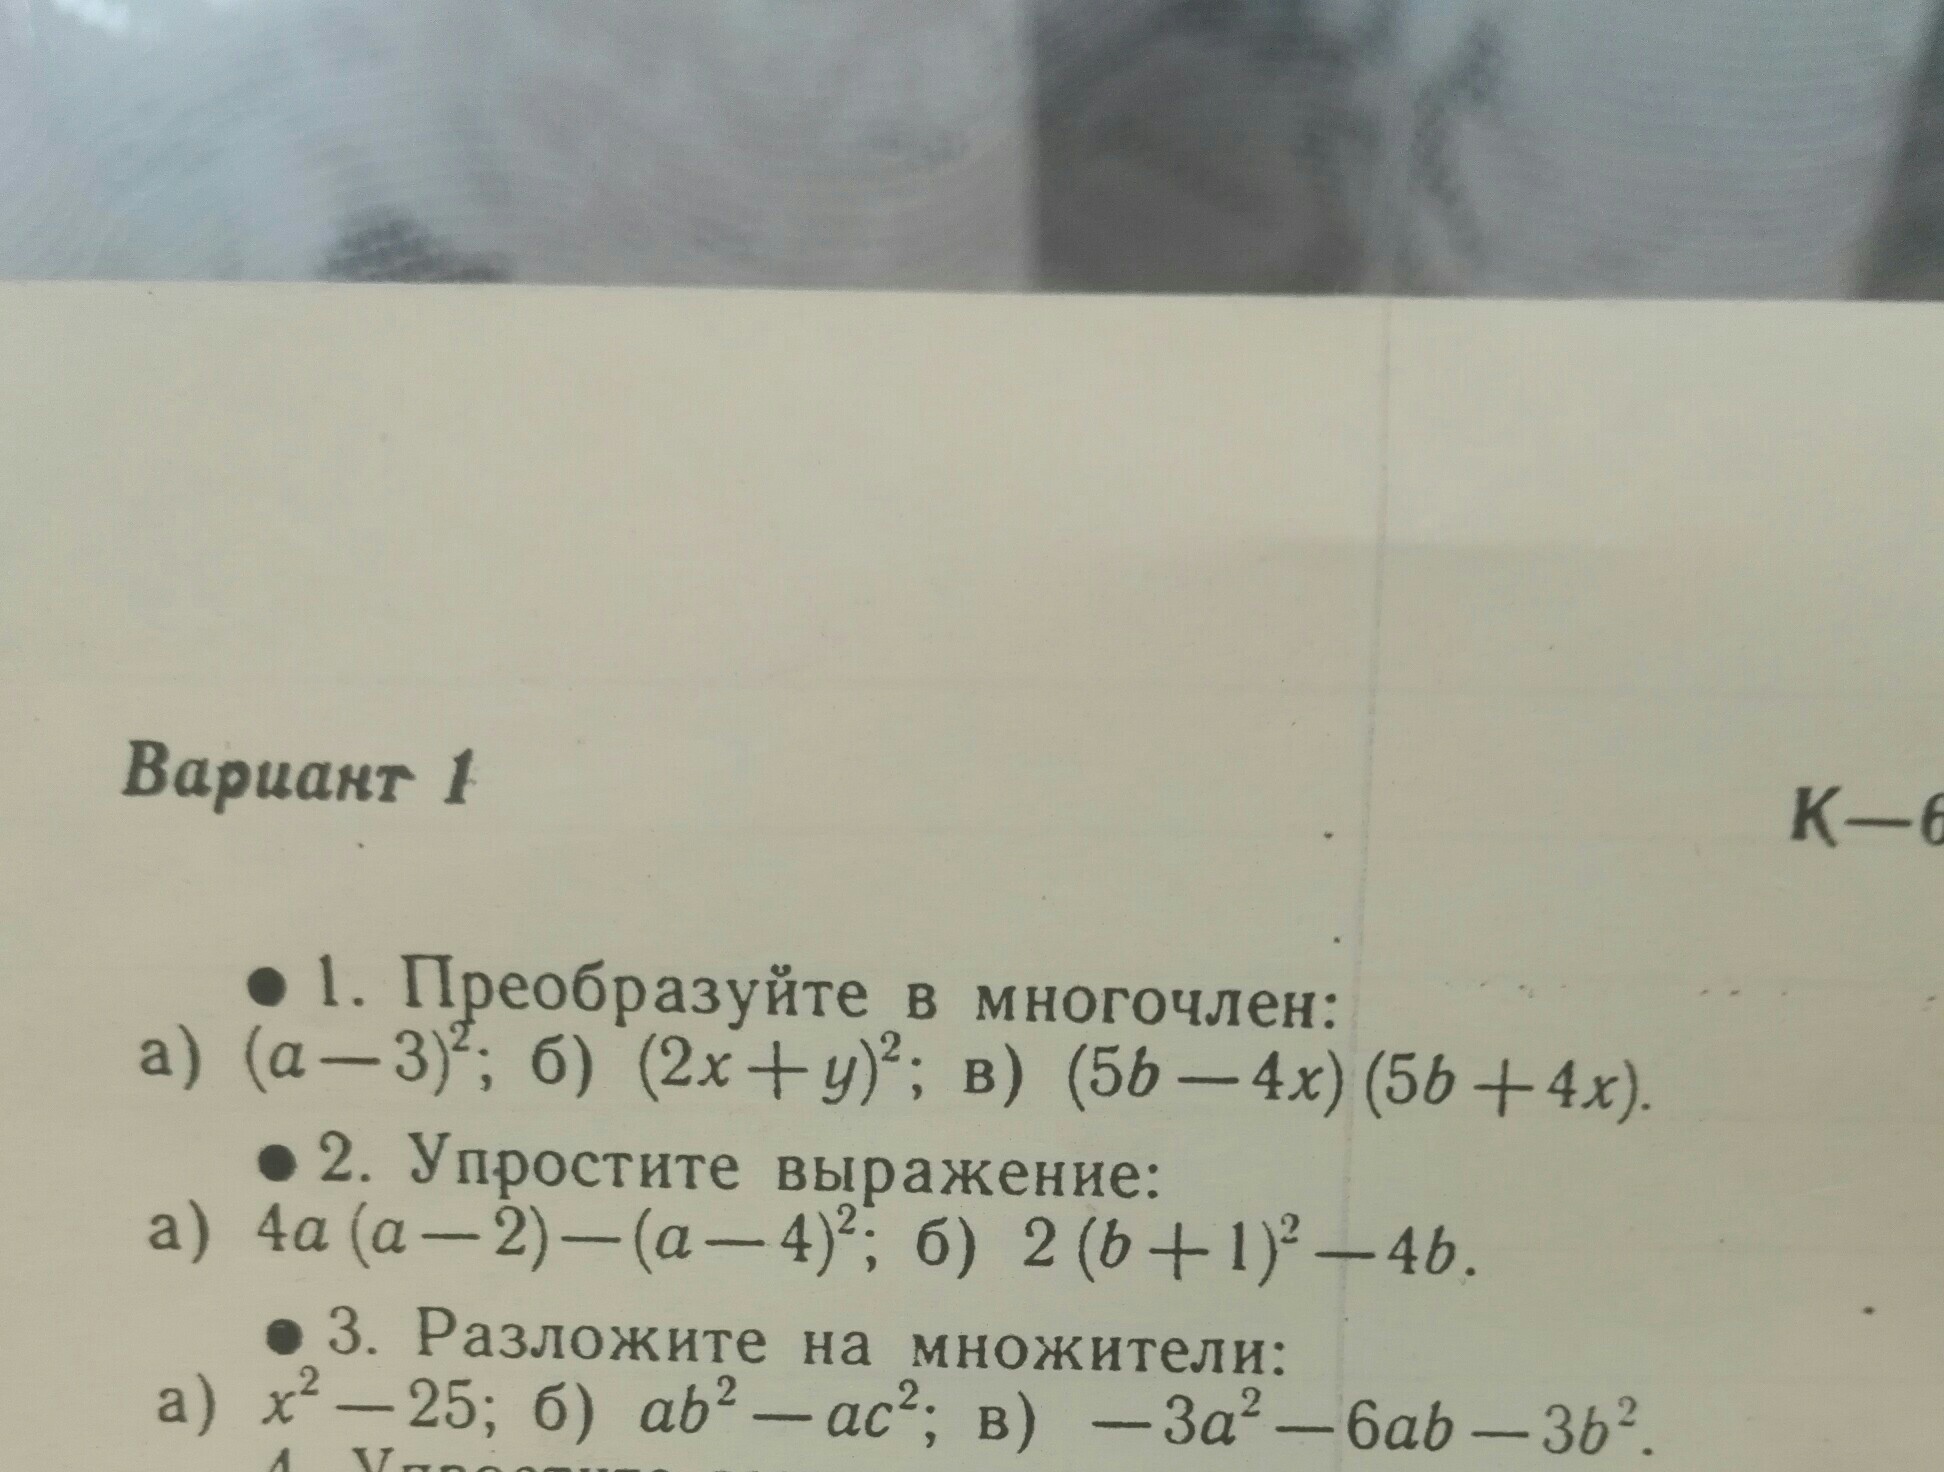 Вариант 1
К—6
● 1. Преобразуйте в многочлен:
а) (a — 3)²; б) (2x + y)²; в) (5b — 4x) (5b + 4x).
● 2. Упростите выражение:
а) 4a (a — 2) — (a — 4)²; б) 2 (b + 1)² — 4b.
● 3. Разложите на множители:
а) x² — 25; б) ab² — ac²; в) —3a² — 6ab — 3b².